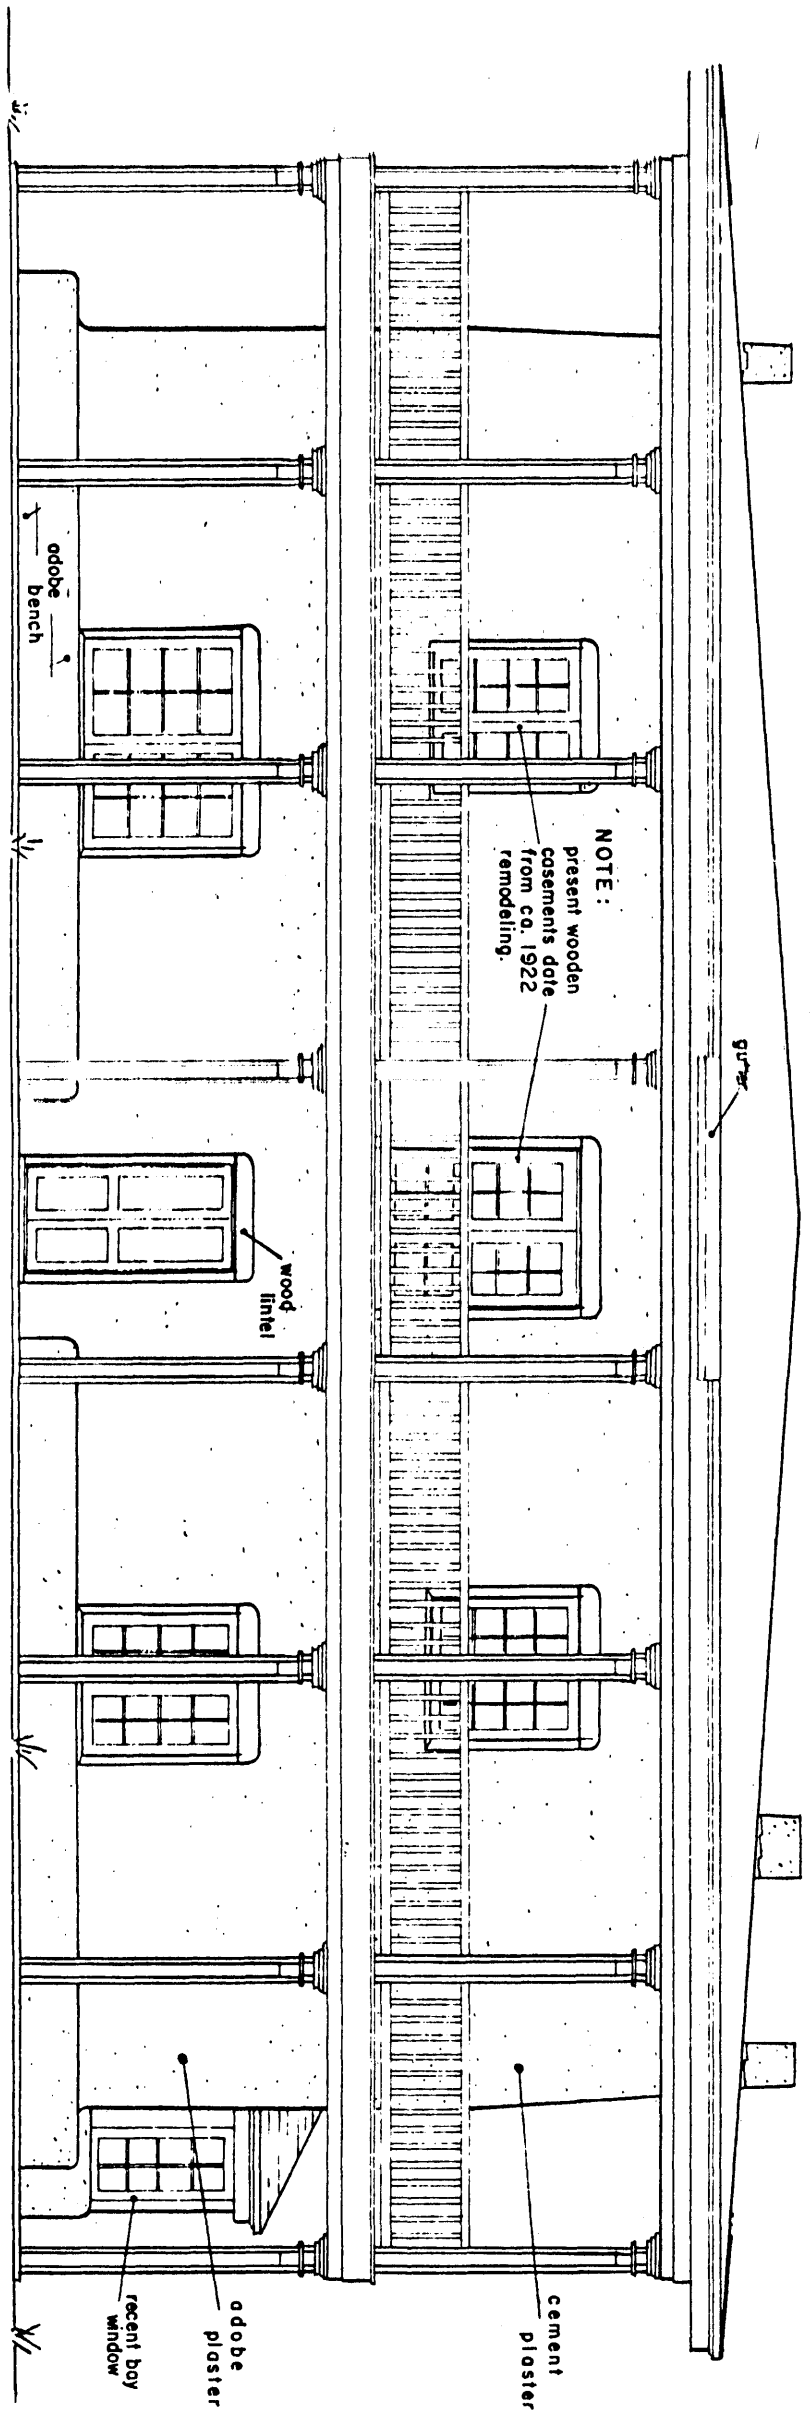 gutter
NOTE:
present wooden
casements date
from ca. 1922
remodeling.
cement
plaster
wood
lintel
adobe
bench
adobe
plaster
recent bay
window